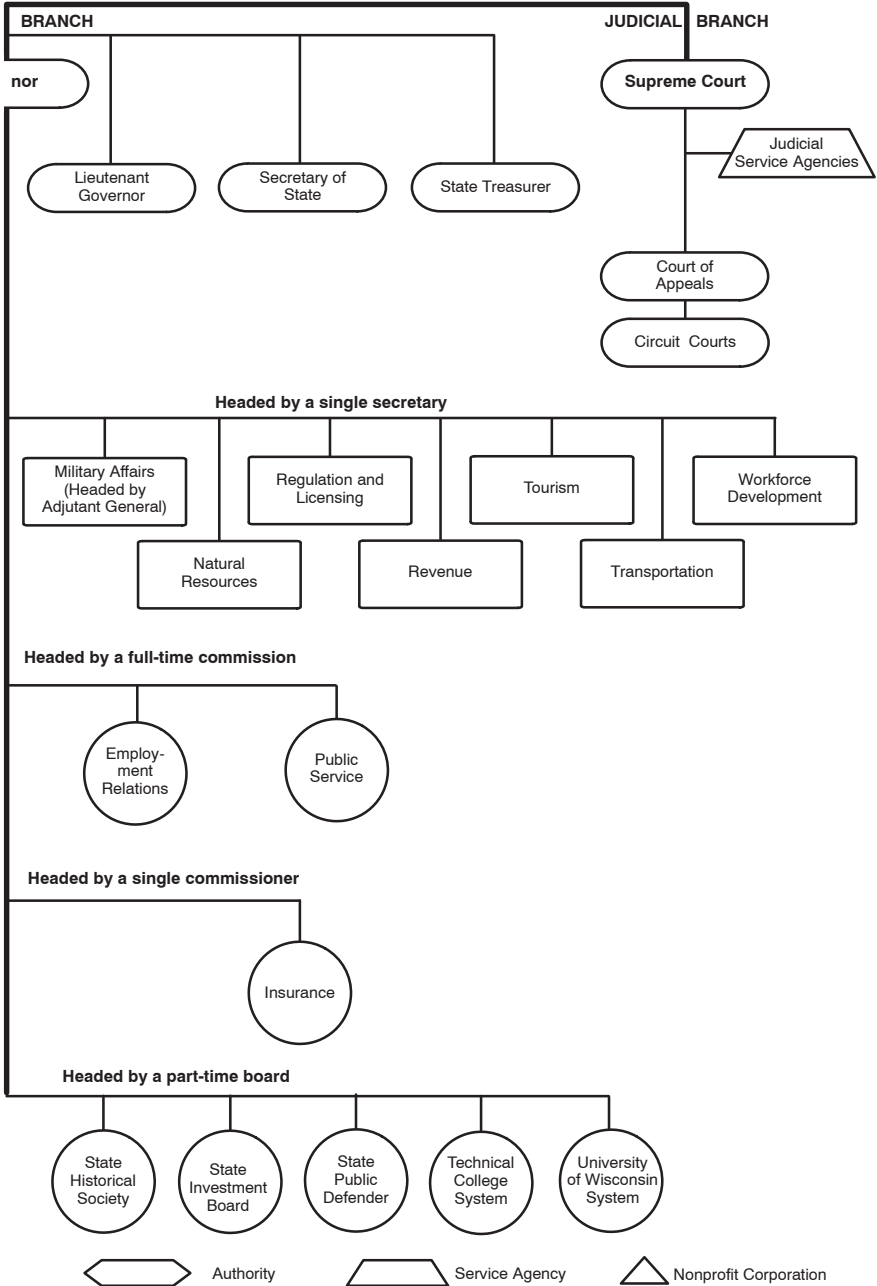 BRANCH
JUDICIAL BRANCH
nor
Supreme Court
Judicial
Service Agencies
Lieutenant
Governor
Secretary of
State
State Treasurer
Court of
Appeals
Circuit Courts
Headed by a single secretary
Military Affairs
(Headed by
Adjutant General)
Regulation and
Licensing
Tourism
Workforce
Development
Natural
Resources
Revenue
Transportation
Headed by a full-time commission
Employ-
ment
Relations
Public
Service
Headed by a single commissioner
Insurance
Headed by a part-time board
State
Historical
Society
State
Investment
Board
State
Public
Defender
Technical
College
System
University
of Wisconsin
System
Authority
Service Agency
Nonprofit Corporation